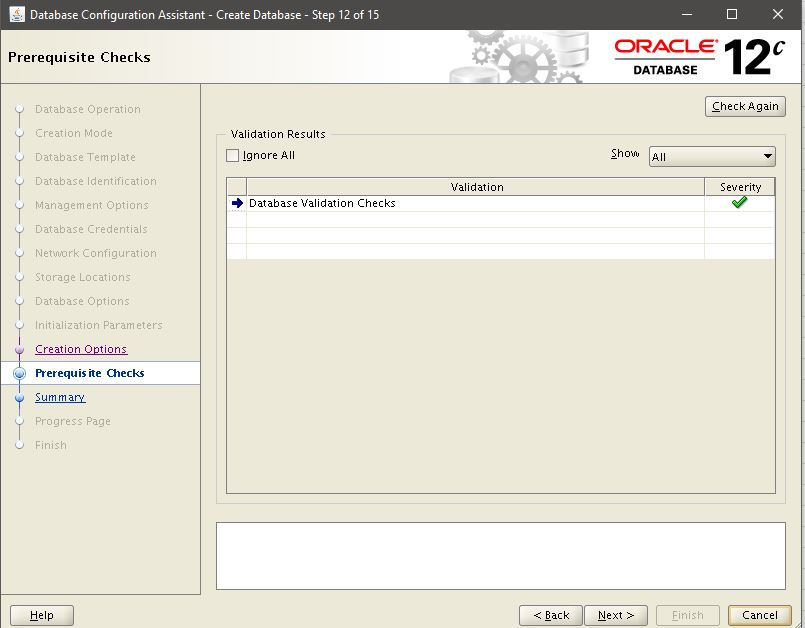 Database Configuration Assistant - Create Database - Step 12 of 15
Prerequisite Checks
ORACLE®
DATABASE
12c
Database Operation
Creation Mode
Database Template
Database Identification
Management Options
Database Credentials
Network Configuration
Storage Locations
Database Options
Initialization Parameters
Creation Options
Prerequisite Checks
Summary
Progress Page
Finish
Check Again
Validation Results
Ignore All
Show All
Validation Severity
Database Validation Checks
Help
< Back Next > Finish Cancel